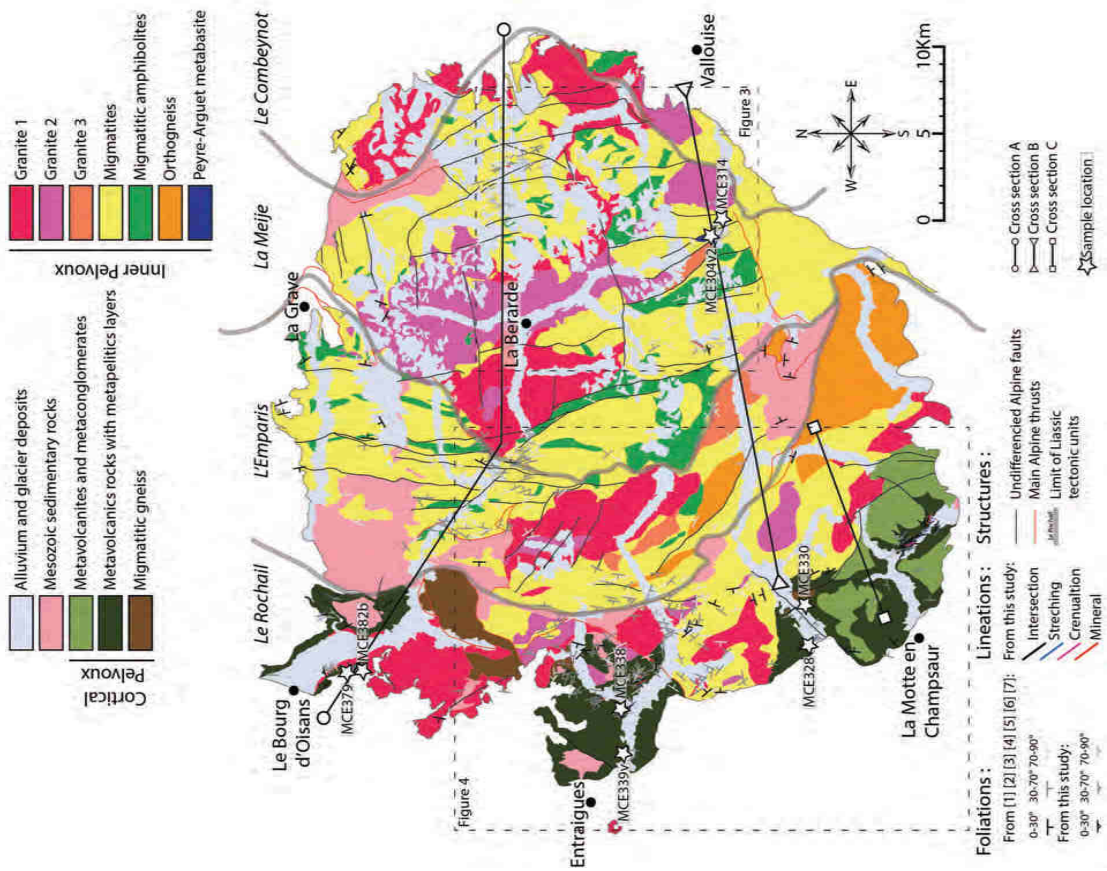 Cortical
Pelvoux
Alluvium and glacier deposits
Mesozoic sedimentary rocks
Metavolcanites and metaconglomerates
Metavolcanics rocks with metapelitics layers
Migmatitic gneiss
Inner Pelvoux
Granite 1
Granite 2
Granite 3
Migmatites
Migmatitic amphibolites
Orthogneiss
Peyre-Arguet metabasite
Le Rochail
L'Emparis
La Meije
Le Combeynot
Le Bourg
d'Oisans
La Grave
MCE379
MCE382b
La Bérarde
Vallouise
Figure 3
Figure 4
Entraigues
MCE339v
MCE338
MCE328
MCE330
MCE304v2
MCE314
La Motte en
Champsaur
N
E
S
W
0
5
10Km
Foliations :
From [1] [2] [3] [4] [5] [6] [7]:
0-30° 30-70° 70-90°
From this study:
0-30° 30-70° 70-90°
Lineations :
From this study:
Intersection
Streching
Crenualtion
Mineral
Structures :
Undifferencied Alpine faults
Main Alpine thrusts
Le Rochail
Limit of Liassic
tectonic units
Cross section A
Cross section B
Cross section C
Sample location